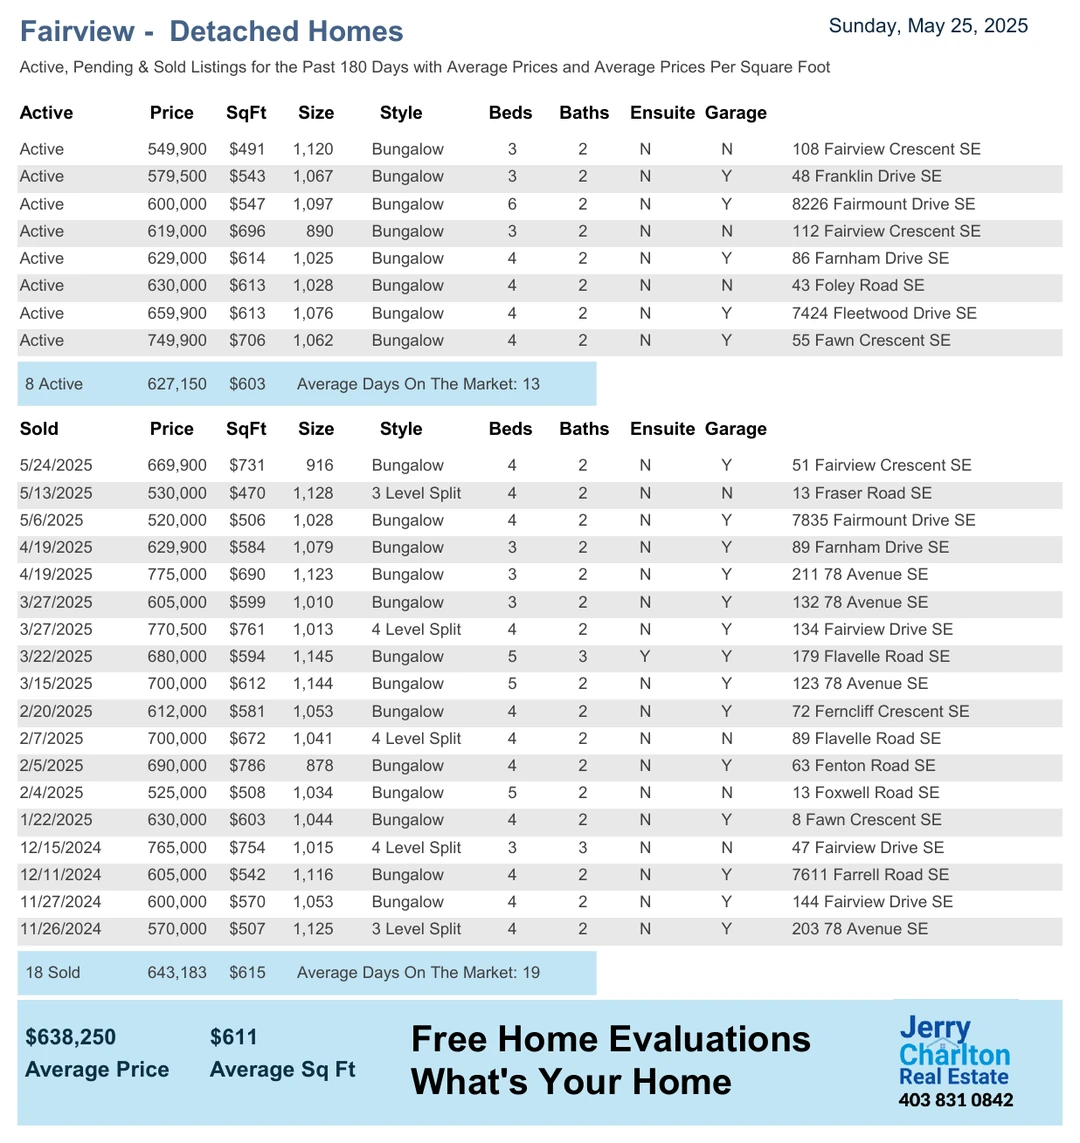 Fairview -  Detached Homes
Sunday, May 25, 2025
Active, Pending & Sold Listings for the Past 180 Days with Average Prices and Average Prices Per Square Foot
Active Price SqFt Size Style Beds Baths Ensuite Garage
Active 549,900 $491 1,120 Bungalow 3 2 N N 108 Fairview Crescent SE
Active 579,500 $543 1,067 Bungalow 3 2 N Y 48 Franklin Drive SE
Active 600,000 $547 1,097 Bungalow 6 2 N Y 8226 Fairmount Drive SE
Active 619,000 $696 890 Bungalow 3 2 N N 112 Fairview Crescent SE
Active 629,000 $614 1,025 Bungalow 4 2 N Y 86 Farnham Drive SE
Active 630,000 $613 1,028 Bungalow 4 2 N N 43 Foley Road SE
Active 659,900 $613 1,076 Bungalow 4 2 N Y 7424 Fleetwood Drive SE
Active 749,900 $706 1,062 Bungalow 4 2 N Y 55 Fawn Crescent SE
8 Active 627,150 $603 Average Days On The Market: 13
Sold Price SqFt Size Style Beds Baths Ensuite Garage
5/24/2025 669,900 $731 916 Bungalow 4 2 N Y 51 Fairview Crescent SE
5/13/2025 530,000 $470 1,128 3 Level Split 4 2 N N 13 Fraser Road SE
5/6/2025 520,000 $506 1,028 Bungalow 4 2 N Y 7835 Fairmount Drive SE
4/19/2025 629,900 $584 1,079 Bungalow 3 2 N Y 89 Farnham Drive SE
4/19/2025 775,000 $690 1,123 Bungalow 3 2 N Y 211 78 Avenue SE
3/27/2025 605,000 $599 1,010 Bungalow 3 2 N Y 132 78 Avenue SE
3/27/2025 770,500 $761 1,013 4 Level Split 4 2 N Y 134 Fairview Drive SE
3/22/2025 680,000 $594 1,145 Bungalow 5 3 Y Y 179 Flavelle Road SE
3/15/2025 700,000 $612 1,144 Bungalow 5 2 N Y 123 78 Avenue SE
2/20/2025 612,000 $581 1,053 Bungalow 4 2 N Y 72 Ferncliff Crescent SE
2/7/2025 700,000 $672 1,041 4 Level Split 4 2 N N 89 Flavelle Road SE
2/5/2025 690,000 $786 878 Bungalow 4 2 N Y 63 Fenton Road SE
2/4/2025 525,000 $508 1,034 Bungalow 5 2 N N 13 Foxwell Road SE
1/22/2025 630,000 $603 1,044 Bungalow 4 2 N Y 8 Fawn Crescent SE
12/15/2024 765,000 $754 1,015 4 Level Split 3 3 N N 47 Fairview Drive SE
12/11/2024 605,000 $542 1,116 Bungalow 4 2 N Y 7611 Farrell Road SE
11/27/2024 600,000 $570 1,053 Bungalow 4 2 N Y 144 Fairview Drive SE
11/26/2024 570,000 $507 1,125 3 Level Split 4 2 N Y 203 78 Avenue SE
18 Sold 643,183 $615 Average Days On The Market: 19
$638,250 $611
Average Price Average Sq Ft
Free Home Evaluations
What's Your Home
Jerry
Charlton
Real Estate
403 831 0842